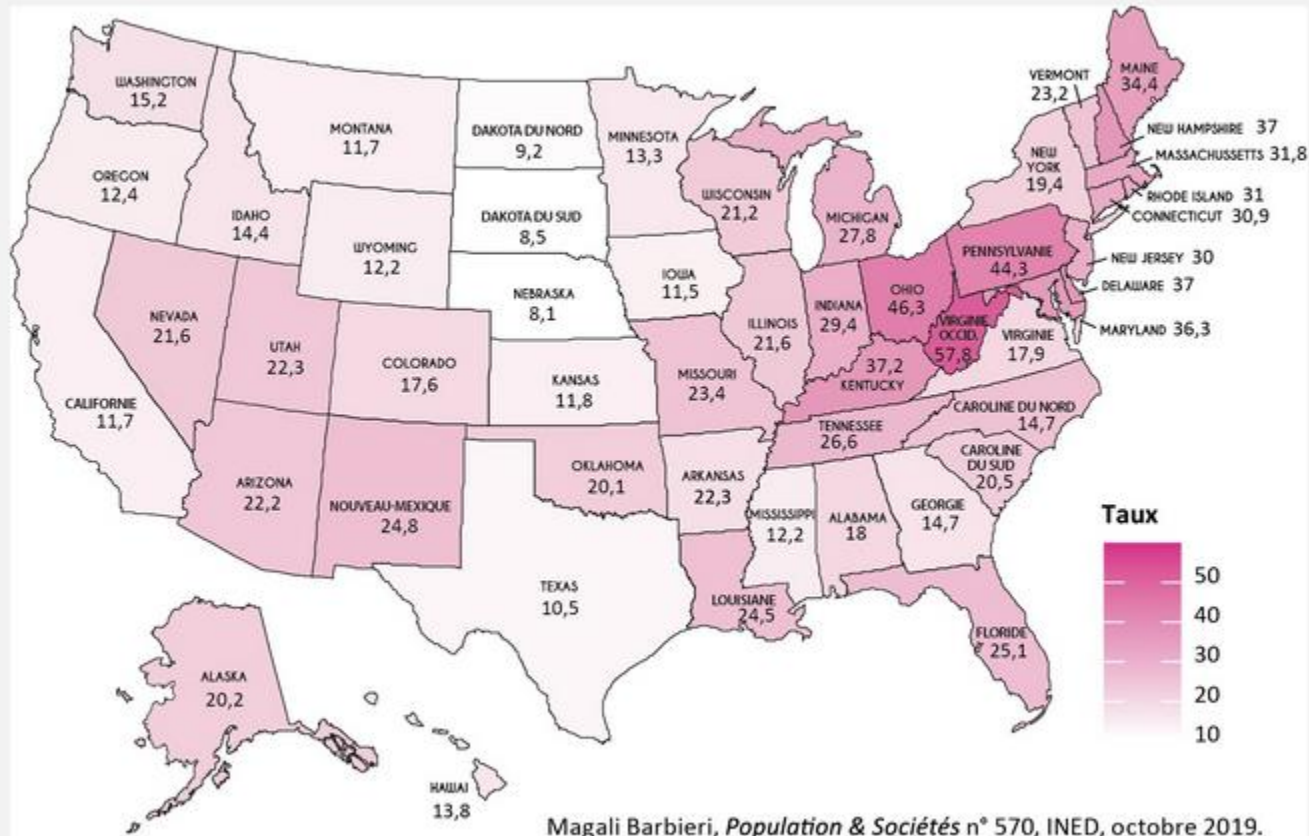 WASHINGTON
15,2
OREGON
12,4
CALIFORNIE
11,7
NEVADA
21,6
IDAHO
14,4
MONTANA
11,7
WYOMING
12,2
UTAH
22,3
COLORADO
17,6
ARIZONA
22,2
NOUVEAU-MEXIQUE
24,8
DAKOTA DU NORD
9,2
DAKOTA DU SUD
8,5
NEBRASKA
8,1
KANSAS
11,8
OKLAHOMA
20,1
TEXAS
10,5
MINNESOTA
13,3
IOWA
11,5
MISSOURI
23,4
ARKANSAS
22,3
LOUISIANE
24,5
WISCONSIN
21,2
ILLINOIS
21,6
MICHIGAN
27,8
INDIANA
29,4
OHIO
46,3
37,2
KENTUCKY
TENNESSEE
26,6
MISSISSIPPI
12,2
ALABAMA
18
GEORGIE
14,7
FLORIDE
25,1
CAROLINE
DU SUD
20,5
CAROLINE DU NORD
14,7
VIRGINIE
OCCID.
57,8
VIRGINIE
17,9
PENNSYLVANIE
44,3
NEW
YORK
19,4
VERMONT
23,2
MAINE
34,4
NEW HAMPSHIRE 37
MASSACHUSSETTS 31,8
RHODE ISLAND 31
CONNECTICUT 30,9
NEW JERSEY 30
DELAWARE 37
MARYLAND 36,3
ALASKA
20,2
HAWAI
13,8
Taux
50
40
30
20
10
Magali Barbieri, Population & Sociétés n° 570, INED, octobre 2019.